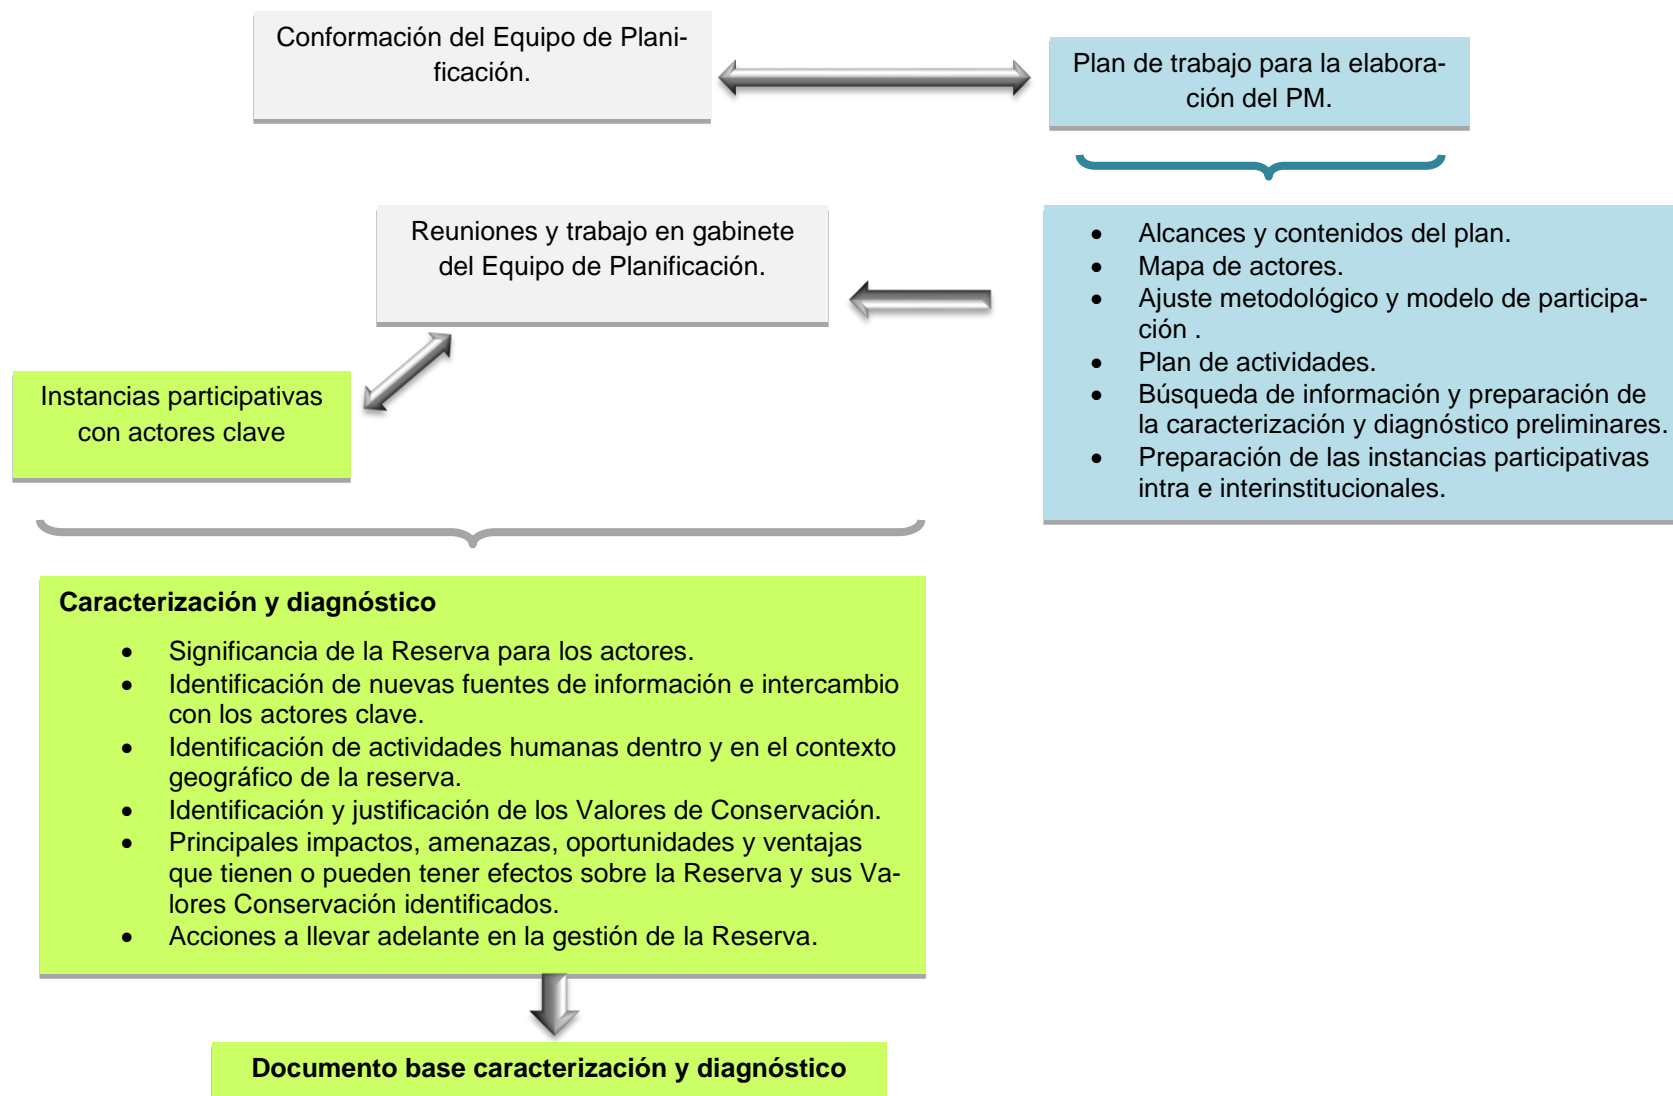 Conformación del Equipo de Plani-
ficación.
Plan de trabajo para la elabora-
ción del PM.
Reuniones y trabajo en gabinete
del Equipo de Planificación.
• Alcances y contenidos del plan.
• Mapa de actores.
• Ajuste metodológico y modelo de participa-
ción .
• Plan de actividades.
• Búsqueda de información y preparación de
la caracterización y diagnóstico preliminares.
• Preparación de las instancias participativas
intra e interinstitucionales.
Instancias participativas
con actores clave
Caracterización y diagnóstico
• Significancia de la Reserva para los actores.
• Identificación de nuevas fuentes de información e intercambio
con los actores clave.
• Identificación de actividades humanas dentro y en el contexto
geográfico de la reserva.
• Identificación y justificación de los Valores de Conservación.
• Principales impactos, amenazas, oportunidades y ventajas
que tienen o pueden tener efectos sobre la Reserva y sus Va-
lores Conservación identificados.
• Acciones a llevar adelante en la gestión de la Reserva.
Documento base caracterización y diagnóstico